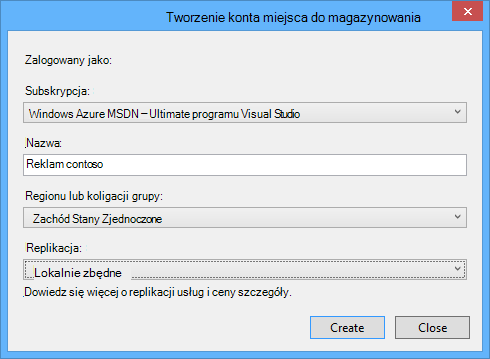 Tworzenie konta miejsca do magazynowania
Zalogowany jako:
Subskrypcja:
Windows Azure MSDN – Ultimate programu Visual Studio
Nazwa:
Reklam contoso
Regionu lub koligacji grupy:
Zachód Stany Zjednoczone
Replikacja:
Lokalnie zbędne
Dowiedz się więcej o replikacji usług i ceny szczegóły.
Create Close